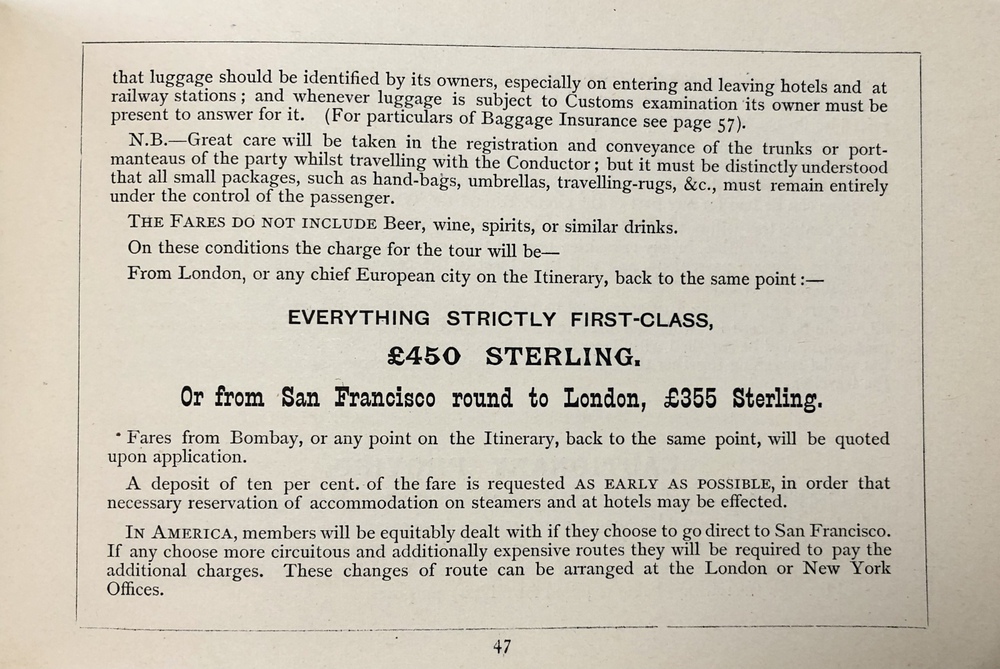 that luggage should be identified by its owners, especially on entering and leaving hotels and at
railway stations; and whenever luggage is subject to Customs examination its owner must be
present to answer for it. (For particulars of Baggage Insurance see page 57).
N.B.—Great care will be taken in the registration and conveyance of the trunks or port-
manteaus of the party whilst travelling with the Conductor; but it must be distinctly understood
that all small packages, such as hand-bags, umbrellas, travelling-rugs, &c., must remain entirely
under the control of the passenger.
THE FARES DO NOT INCLUDE Beer, wine, spirits, or similar drinks.
On these conditions the charge for the tour will be—
From London, or any chief European city on the Itinerary, back to the same point:—
EVERYTHING STRICTLY FIRST-CLASS,
£450 STERLING.
Or from San Francisco round to London, £355 Sterling.
Fares from Bombay, or any point on the Itinerary, back to the same point, will be quoted
upon application.
A deposit of ten per cent. of the fare is requested AS EARLY AS POSSIBLE, in order that
necessary reservation of accommodation on steamers and at hotels may be effected.
IN AMERICA, members will be equitably dealt with if they choose to go direct to San Francisco.
If any choose more circuitous and additionally expensive routes they will be required to pay the
additional charges. These changes of route can be arranged at the London or New York
Offices.
47